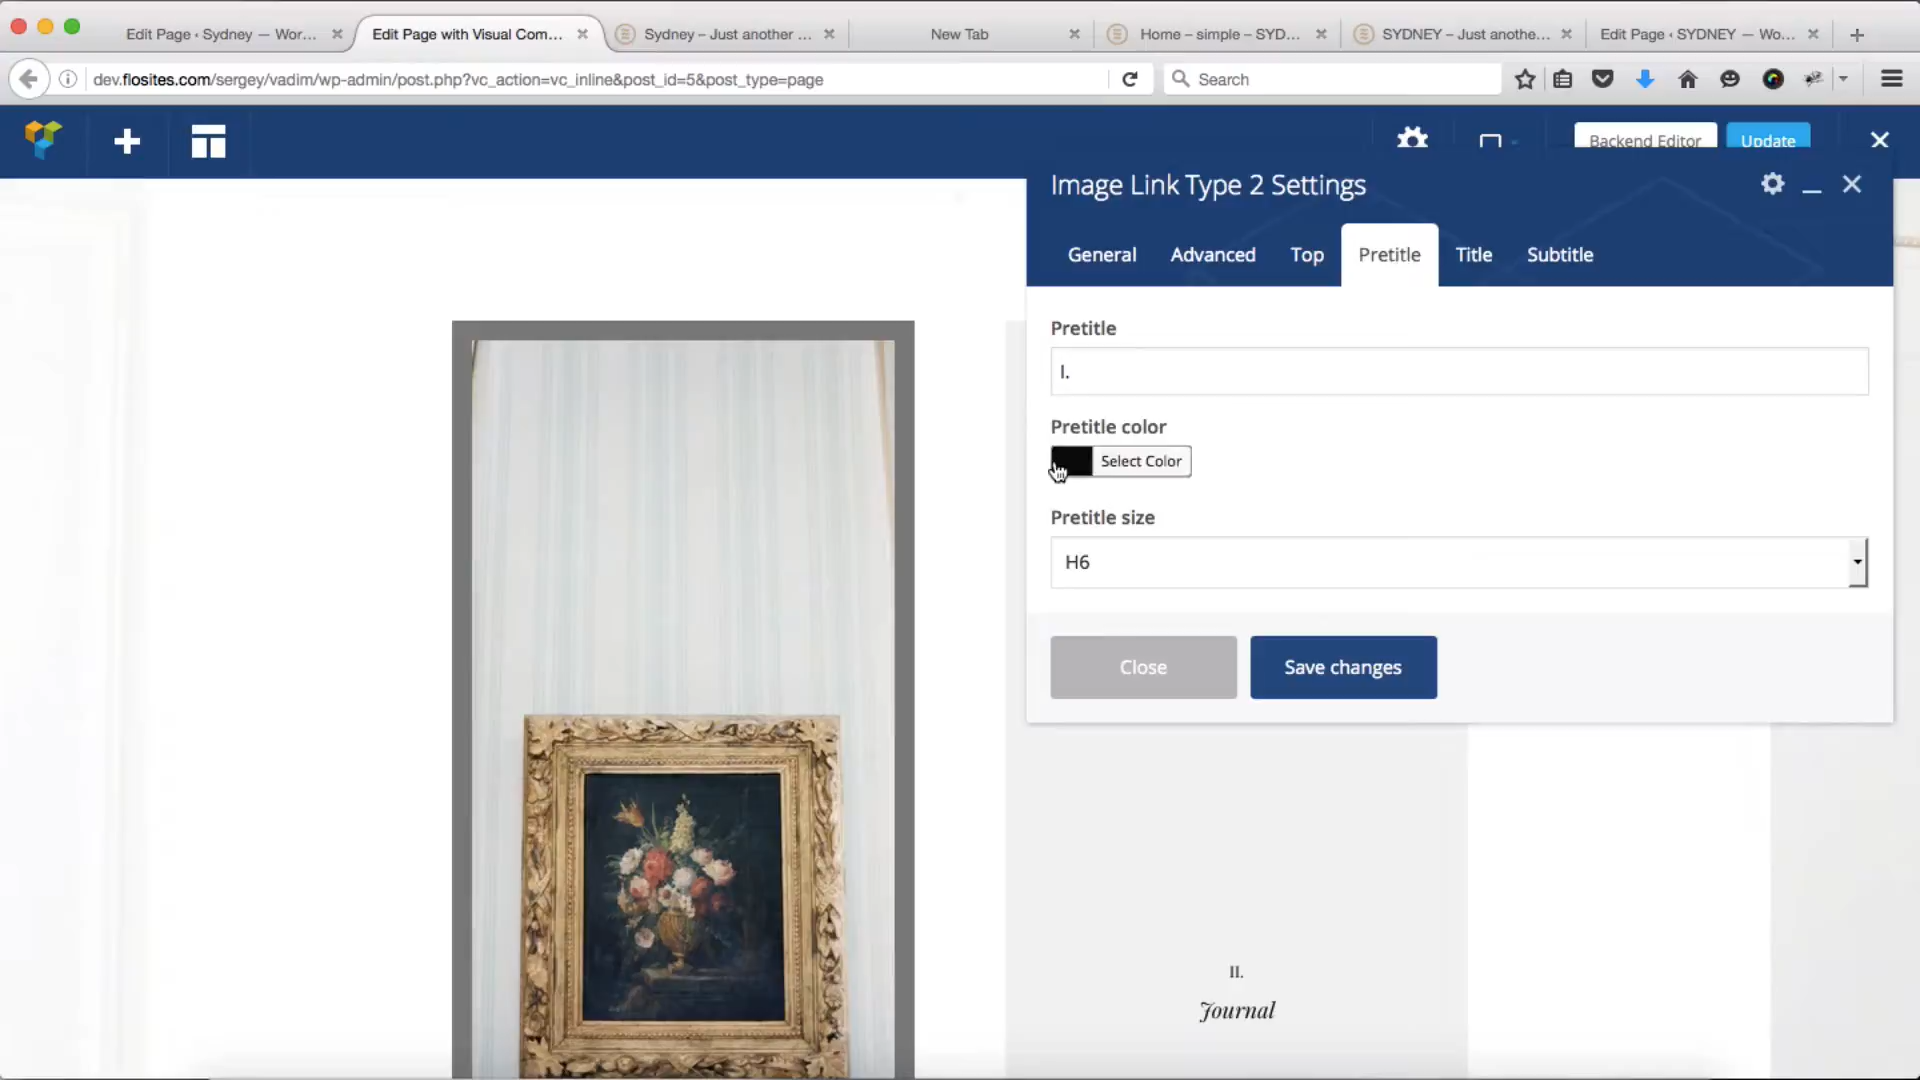 Edit Page ‹ Sydney — Wor...
Edit Page with Visual Com...
Sydney – Just another ...
New Tab
Home – simple – SYD...
SYDNEY – Just anothe...
Edit Page ‹ SYDNEY — Wo...
dev.flosites.com/sergey/vadim/wp-admin/post.php?vc_action=vc_inline&post_id=5&post_type=page
Search
Backend Editor
Update
Image Link Type 2 Settings
General
Advanced
Top
Pretitle
Title
Subtitle
Pretitle
I.
Pretitle color
Select Color
Pretitle size
H6
Close
Save changes
II.
Journal